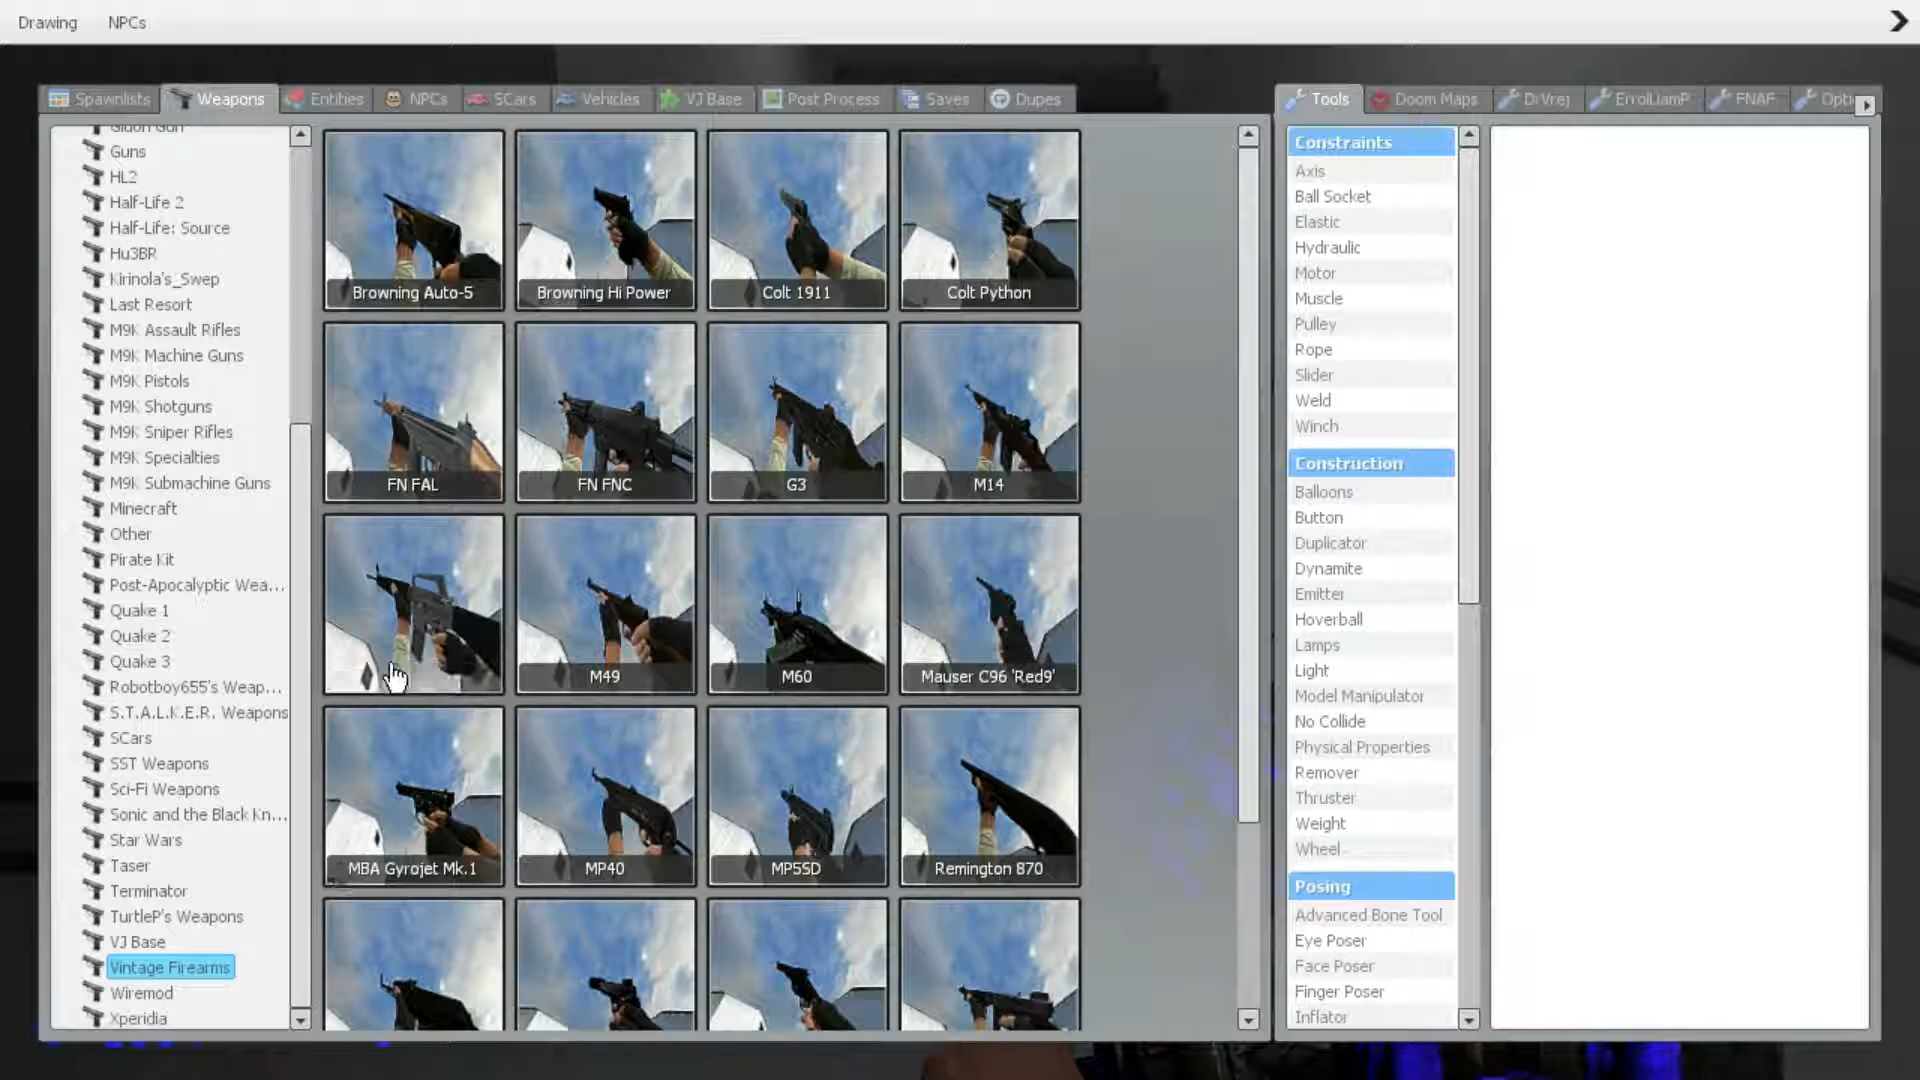 Drawing NPCs
Spawnlists Weapons Entities NPCs SCars Vehicles VJ Base Post Process Saves Dupes
Tools Doom Maps DrVrej ErrolLiamP FNAF Opti
Guns
HL2
Half-Life 2
Half-Life: Source
Hu3BR
Kirinola's_Swep
Last Resort
M9K Assault Rifles
M9K Machine Guns
M9K Pistols
M9K Shotguns
M9K Sniper Rifles
M9K Specialties
M9K Submachine Guns
Minecraft
Other
Pirate Kit
Post-Apocalyptic Wea...
Quake 1
Quake 2
Quake 3
Robotboy655's Weap...
S.T.A.L.K.E.R. Weapons
SCars
SST Weapons
Sci-Fi Weapons
Sonic and the Black Kn...
Star Wars
Taser
Terminator
TurtleP's Weapons
VJ Base
Vintage Firearms
Wiremod
Xperidia
Browning Auto-5 Browning Hi Power Colt 1911 Colt Python
FN FAL FN FNC G3 M14
M49 M60 Mauser C96 'Red9'
MBA Gyrojet Mk.1 MP40 MP5SD Remington 870
Constraints
Axis
Ball Socket
Elastic
Hydraulic
Motor
Muscle
Pulley
Rope
Slider
Weld
Winch
Construction
Balloons
Button
Duplicator
Dynamite
Emitter
Hoverball
Lamps
Light
Model Manipulator
No Collide
Physical Properties
Remover
Thruster
Weight
Wheel
Posing
Advanced Bone Tool
Eye Poser
Face Poser
Finger Poser
Inflator